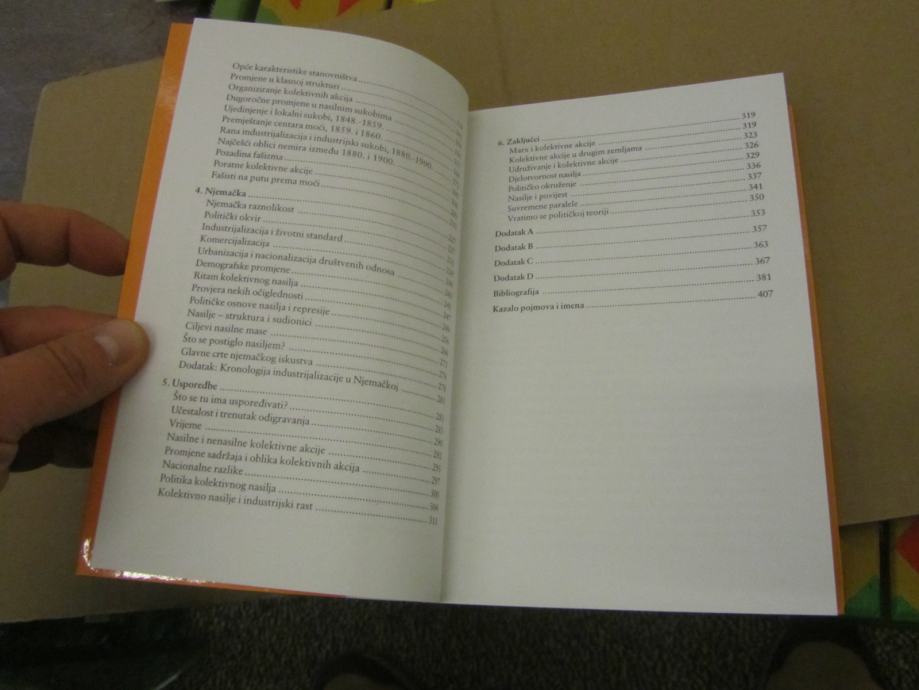 Opće karakteristike stanovništva
Promjene u klasnoj strukturi
Organiziranje kolektivnih akcija
Dugoročne promjene u nasilnim sukobima
Ujedinjenje i lokalni sukobi, 1848.-1859.
Premještanje centara moći, 1859. i 1860.
Rana industrijalizacija i industrijski sukobi, 1880.-1900.
Najčešći oblici nemira između 1880. i 1900.
Pozadina fašizma
Poratne kolektivne akcije
Fašisti na putu prema moći
4. Njemačka
Njemačka raznolikost
Politički okvir
Industrijalizacija i životni standard
Komercijalizacija
Urbanizacija i nacionalizacija društvenih odnosa
Demografske promjene
Ritam kolektivnog nasilja
Provjera nekih očiglednosti
Političke osnove nasilja i represije
Nasilje – struktura i sudionici
Ciljevi nasilne mase
Što se postiglo nasiljem?
Glavne crte njemačkog iskustva
Dodatak: Kronologija industrijalizacije u Njemačkoj
5. Usporedbe
Što se tu ima uspoređivati?
Učestalost i trenutak odigravanja
Vrijeme
Nasilne i nenasilne kolektivne akcije
Promjene sadržaja i oblika kolektivnih akcija
Nacionalne razlike 297
Politika kolektivnog nasilja
Kolektivno nasilje i industrijski rast 311
6. Zaključci 319
Marx i kolektivne akcije 319
Kolektivne akcije u drugim zemljama 323
Udruživanje i kolektivne akcije 326
Djelotvornost nasilja 329
Političko okruženje 336
Nasilje i povijest 337
Suvremene paralele 341
Vratimo se političkoj teoriji 350
Dodatak A 353
Dodatak B 357
Dodatak C 363
Dodatak D 367
Bibliografija 381
Kazalo pojmova i imena 407